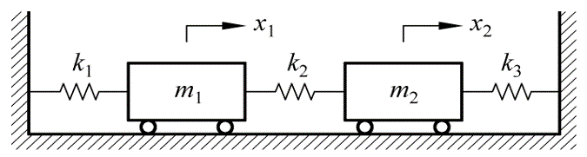 x₁ x₂
k₁ k₂ k₃
m₁ m₂